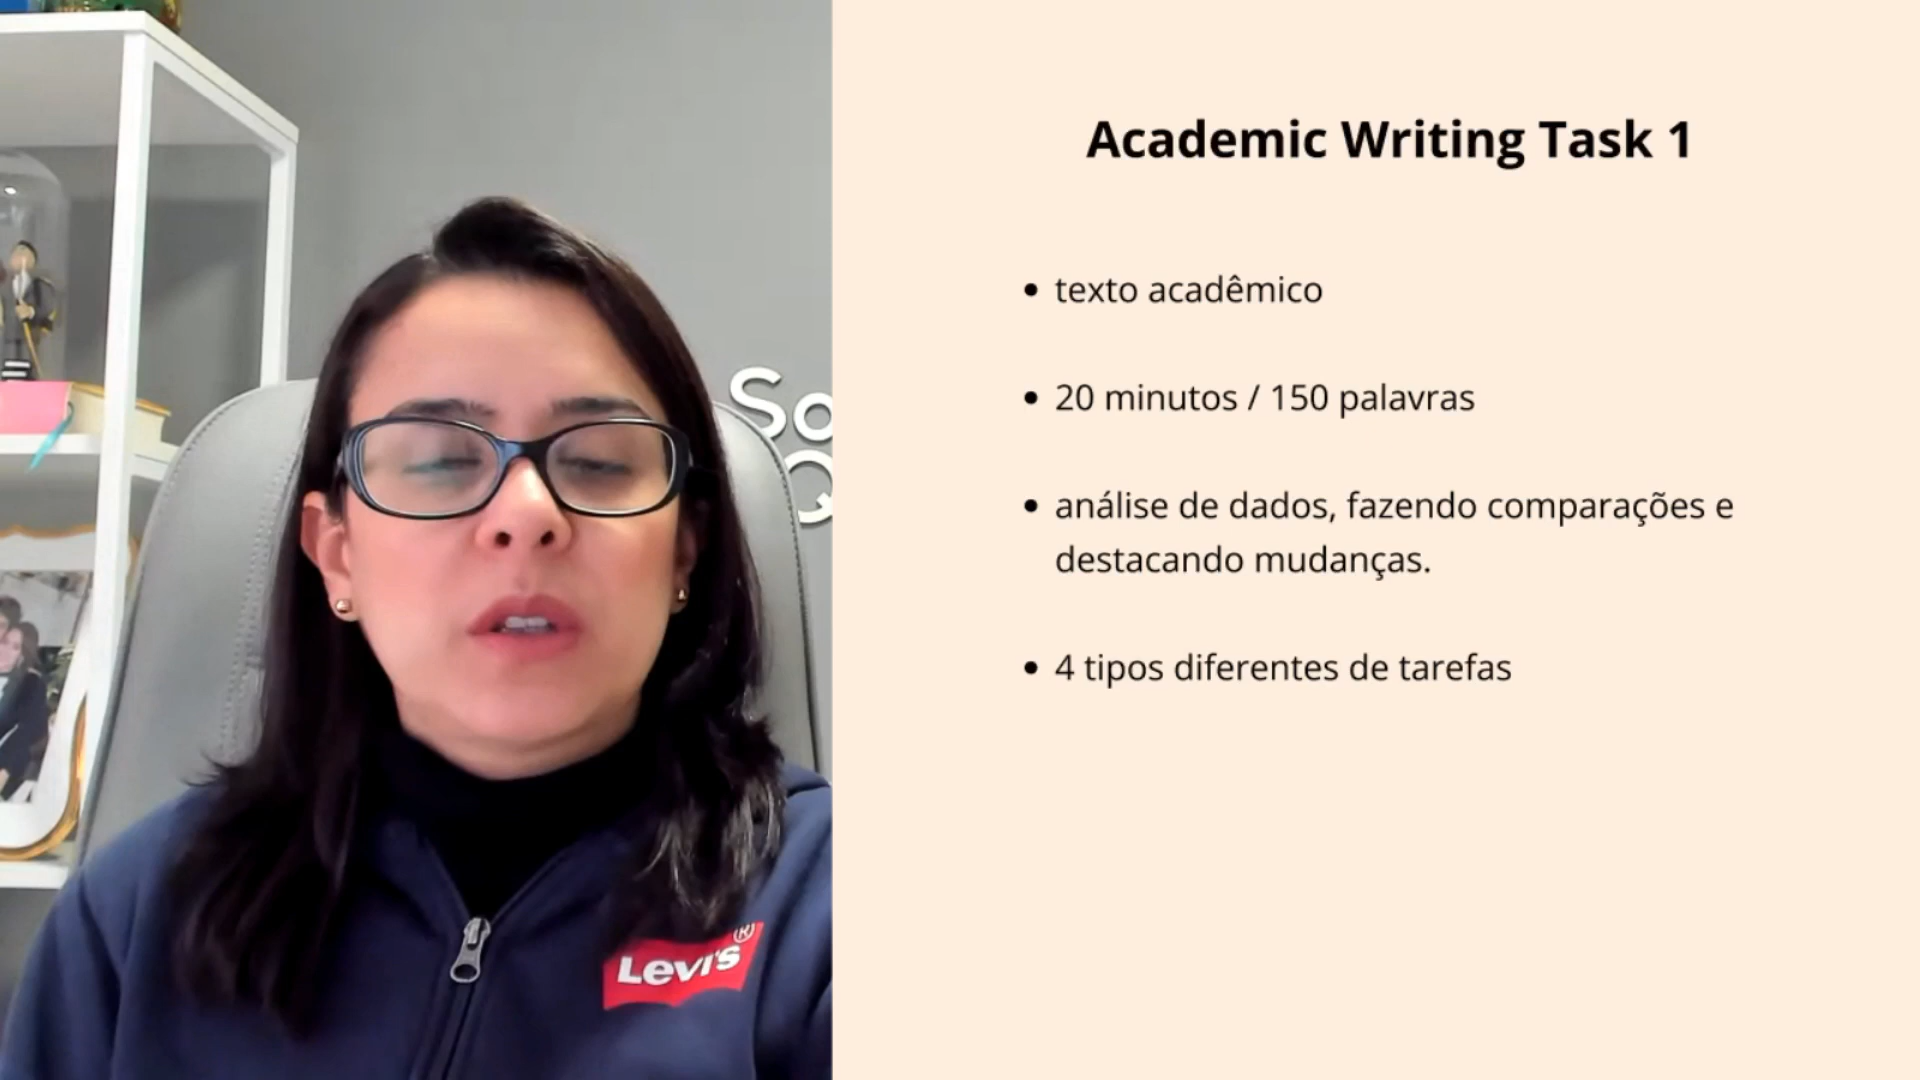 Academic Writing Task 1
• texto acadêmico
• 20 minutos / 150 palavras
• análise de dados, fazendo comparações e
destacando mudanças.
• 4 tipos diferentes de tarefas
So
Q
Levi's®